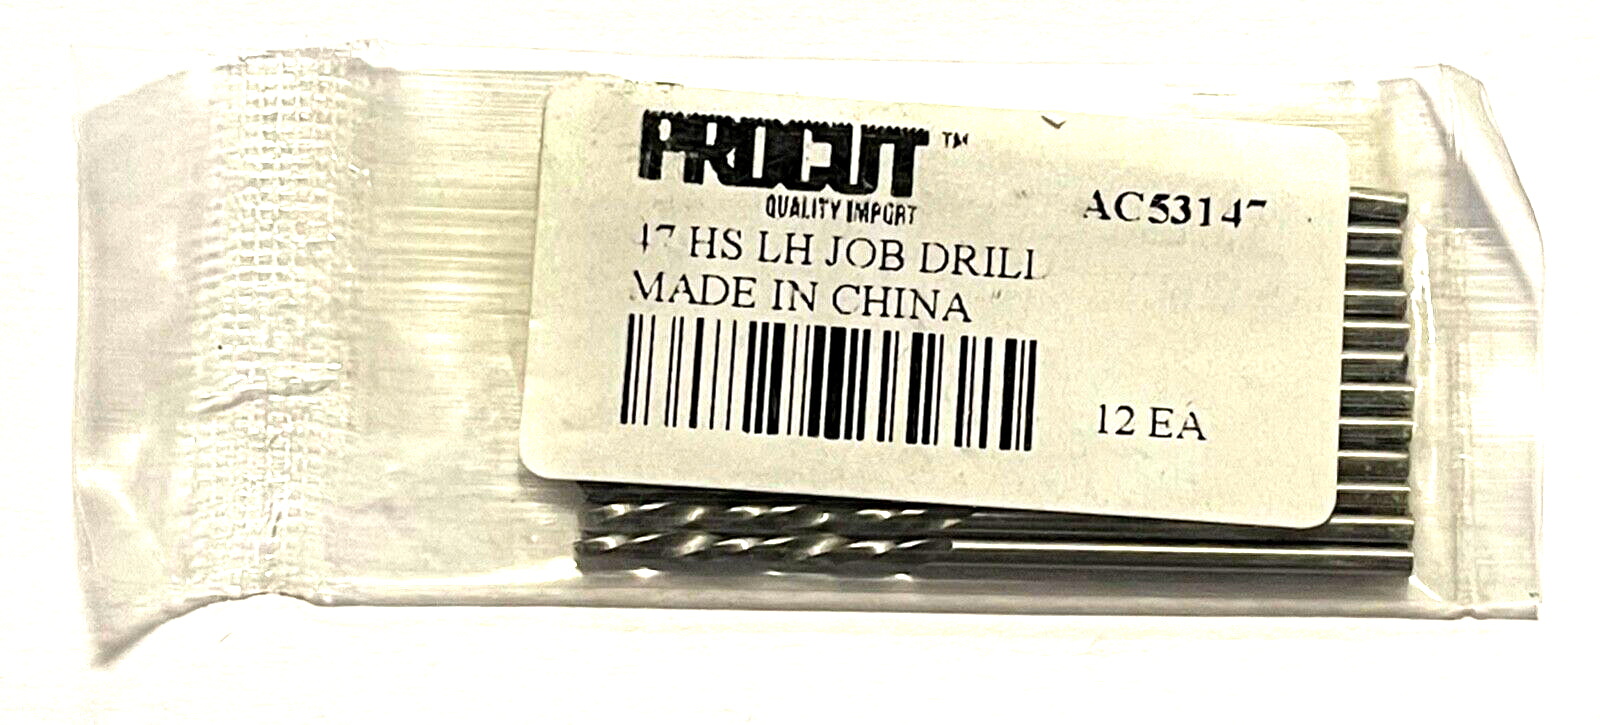 PROCUT™
QUALITY IMPORT
AC53147
47 HS LH JOB DRILL
MADE IN CHINA
12 EA